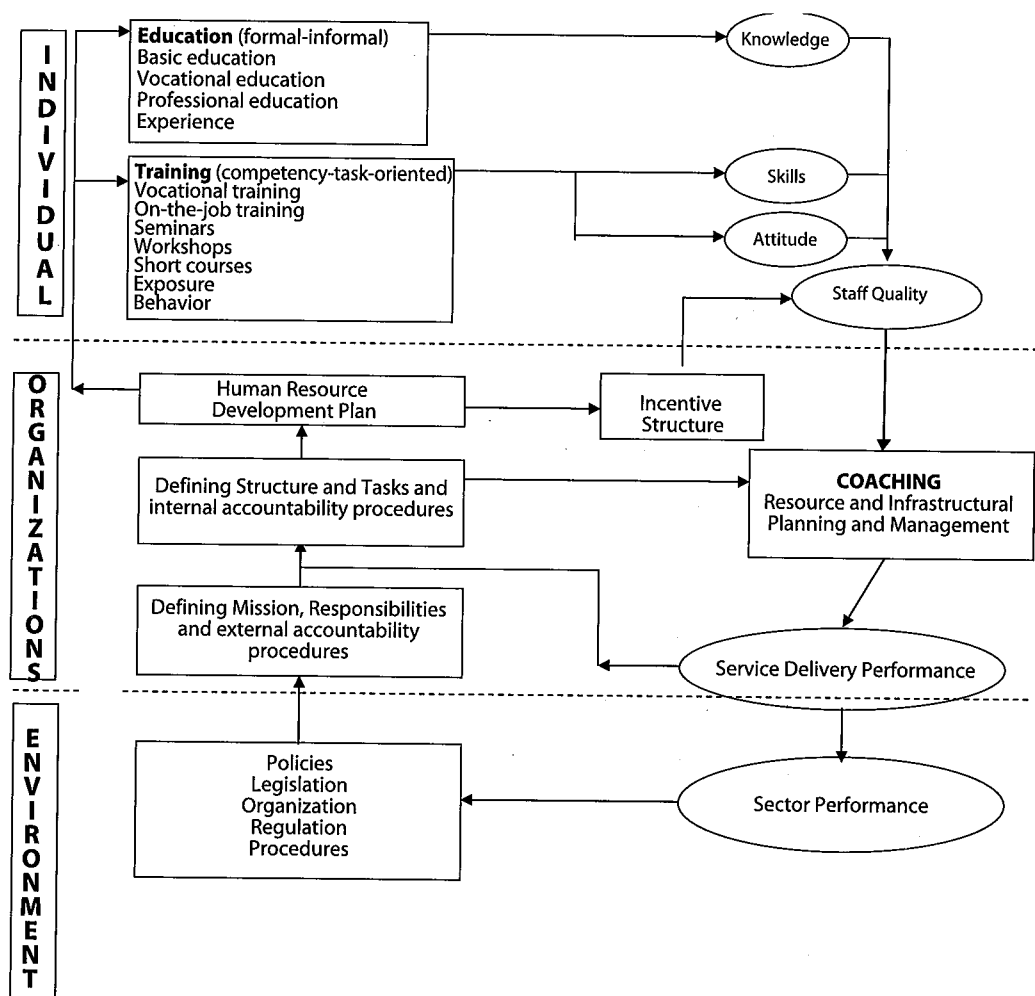 INDIVIDUAL
Education (formal-informal)
Basic education
Vocational education
Professional education
Experience
Knowledge
Training (competency-task-oriented)
Vocational training
On-the-job training
Seminars
Workshops
Short courses
Exposure
Behavior
Skills
Attitude
Staff Quality
ORGANIZATIONS
Human Resource
Development Plan
Incentive
Structure
Defining Structure and Tasks and
internal accountability procedures
COACHING
Resource and Infrastructural
Planning and Management
Defining Mission, Responsibilities
and external accountability
procedures
Service Delivery Performance
ENVIRONMENT
Policies
Legislation
Organization
Regulation
Procedures
Sector Performance